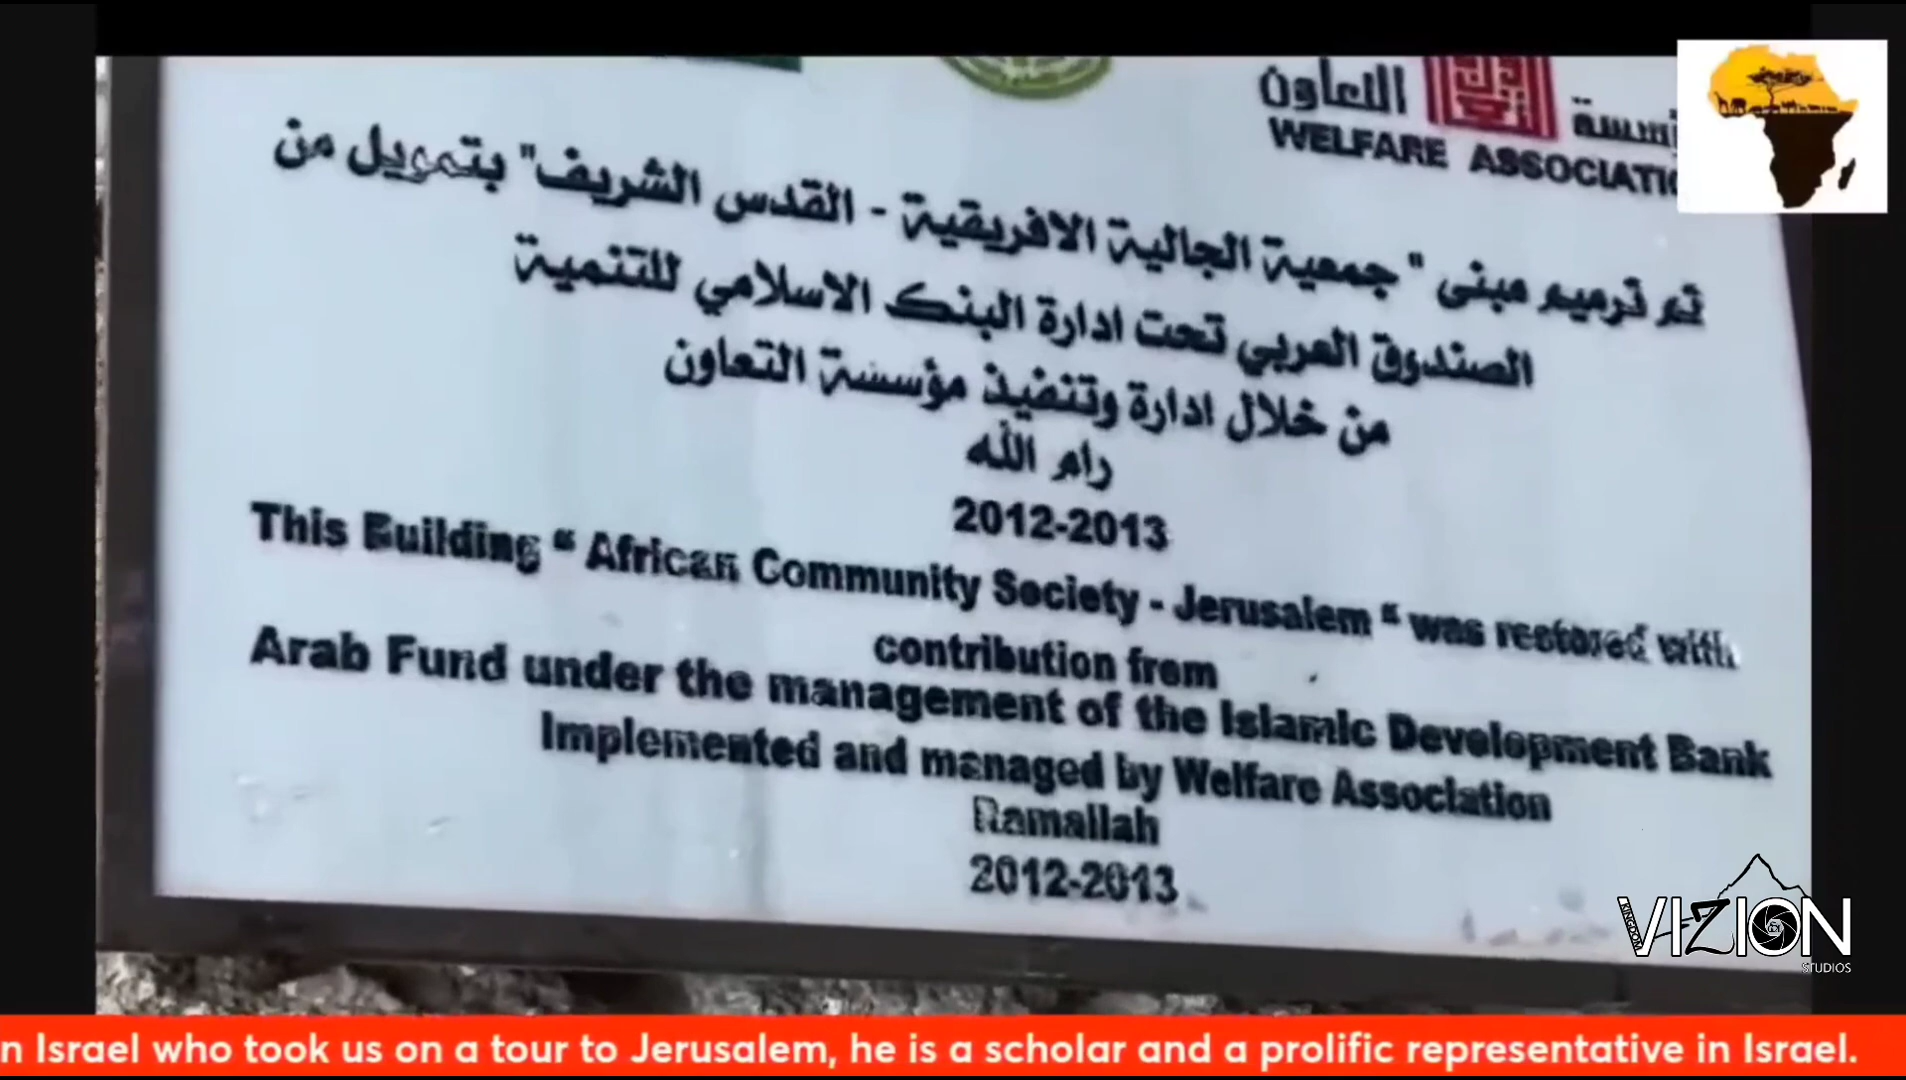 التعاون
WELFARE ASSOCIATION
تم ترميم مبنى " جمعية الجالية الافريقية - القدس الشريف" بتمويل من
الصندوق العربي تحت ادارة البنك الاسلامي للتنمية
من خلال ادارة وتنفيذ مؤسسة التعاون
رام الله
2012-2013
This Building “ African Community Society - Jerusalem “ was restored with
contribution from
Arab Fund under the management of the Islamic Development Bank
Implemented and managed by Welfare Association
Ramallah
2012-2013
KINGDOM
VIZION
STUDIOS
n Israel who took us on a tour to Jerusalem, he is a scholar and a prolific representative in Israel.